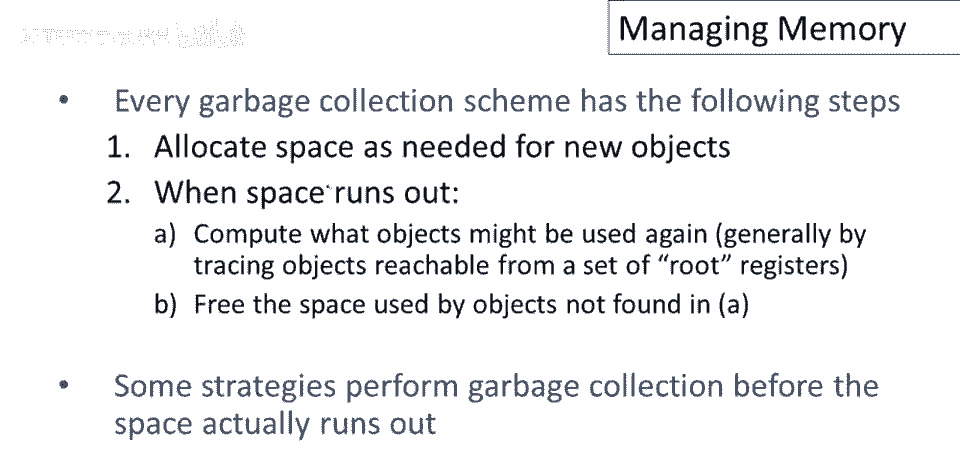 Managing Memory
• Every garbage collection scheme has the following steps
1. Allocate space as needed for new objects
2. When space runs out:
a) Compute what objects might be used again (generally by
tracing objects reachable from a set of “root” registers)
b) Free the space used by objects not found in (a)
• Some strategies perform garbage collection before the
space actually runs out